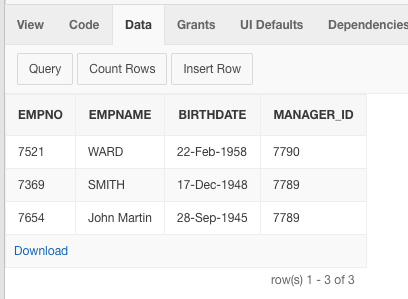 View Code Data Grants UI Defaults Dependencies
Query Count Rows Insert Row
EMPNO EMPNAME BIRTHDATE MANAGER_ID
7521 WARD 22-Feb-1958 7790
7369 SMITH 17-Dec-1948 7789
7654 John Martin 28-Sep-1945 7789
Download
row(s) 1 - 3 of 3